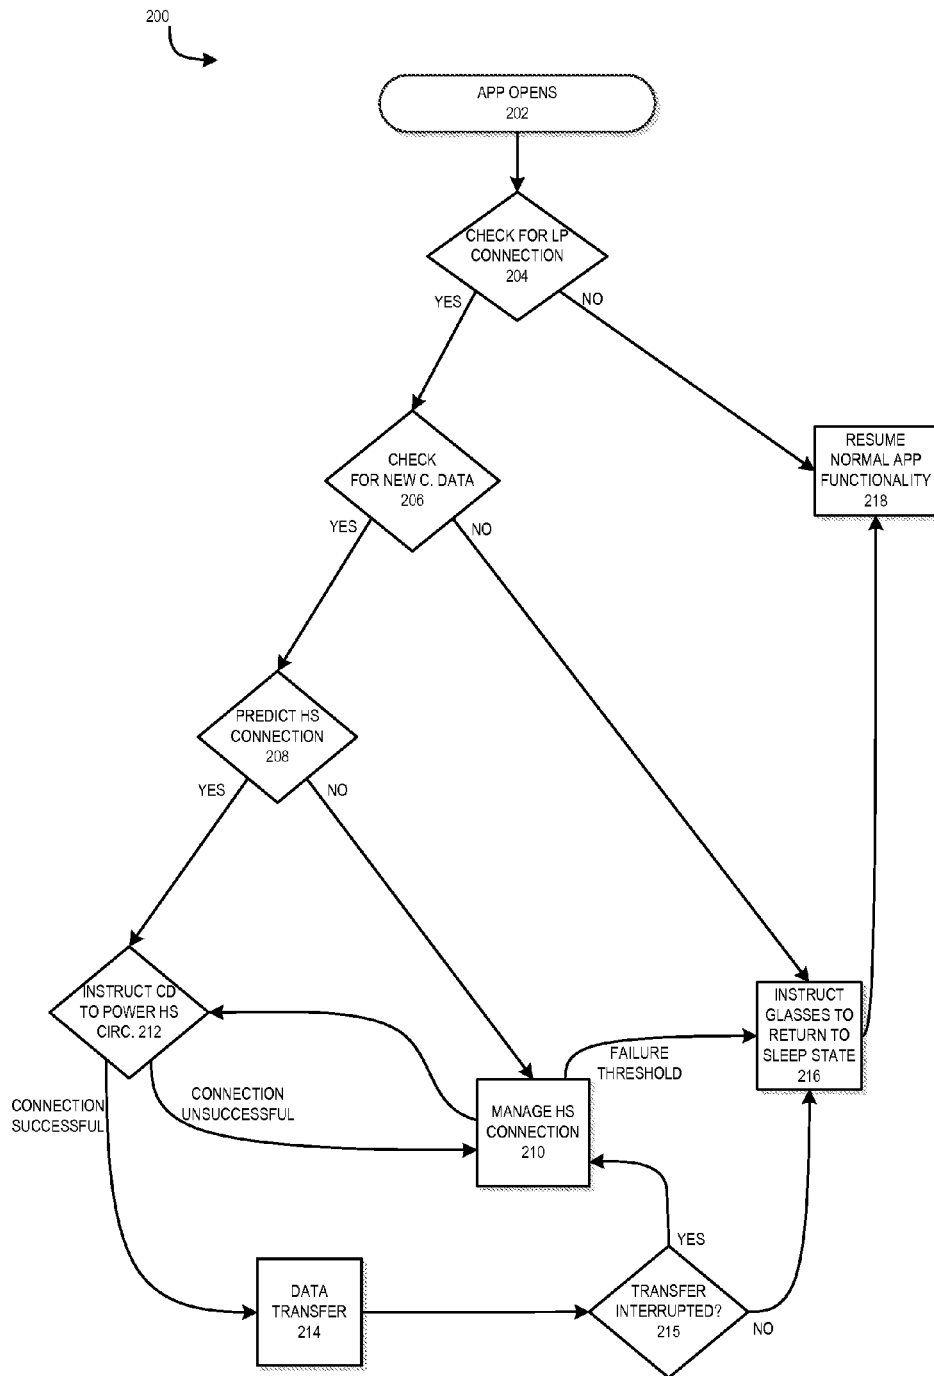 200
APP OPENS
202
CHECK FOR LP
CONNECTION
204
YES
NO
RESUME
NORMAL APP
FUNCTIONALITY
218
CHECK
FOR NEW C. DATA
206
YES
NO
PREDICT HS
CONNECTION
208
YES
NO
INSTRUCT CD
TO POWER HS
CIRC. 212
INSTRUCT
GLASSES TO
RETURN TO
SLEEP STATE
216
FAILURE
THRESHOLD
CONNECTION
SUCCESSFUL
CONNECTION
UNSUCCESSFUL
MANAGE HS
CONNECTION
210
YES
DATA
TRANSFER
214
TRANSFER
INTERRUPTED?
215
NO